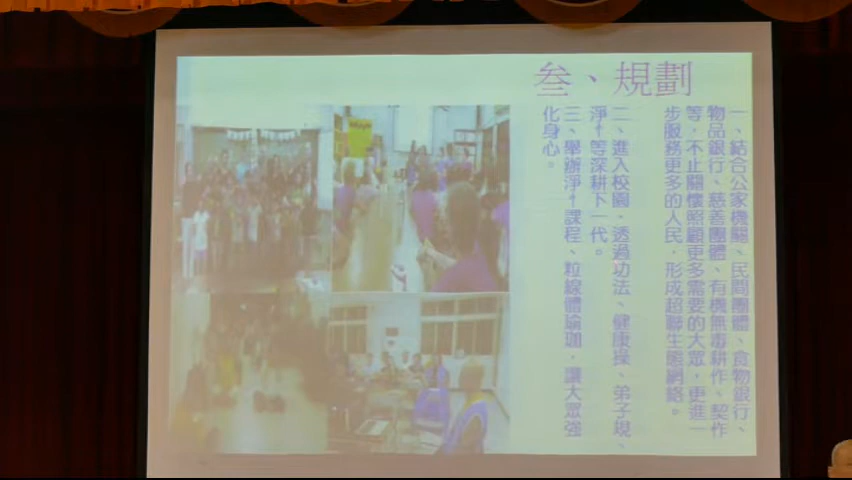 叁、規劃
一、結合公家機關、民間團體、食物銀行、
物品銀行、慈善團體、有機無毒耕作、契作
等，不止關懷照顧更多需要的大眾，更進一
步服務更多的人民，形成超聯生態網絡。
二、進入校園，透過功法、健康操、弟子規、
淨忄等深耕下一代。
三、舉辦淨忄課程、粒線體瑜珈，讓大眾強
化身心。